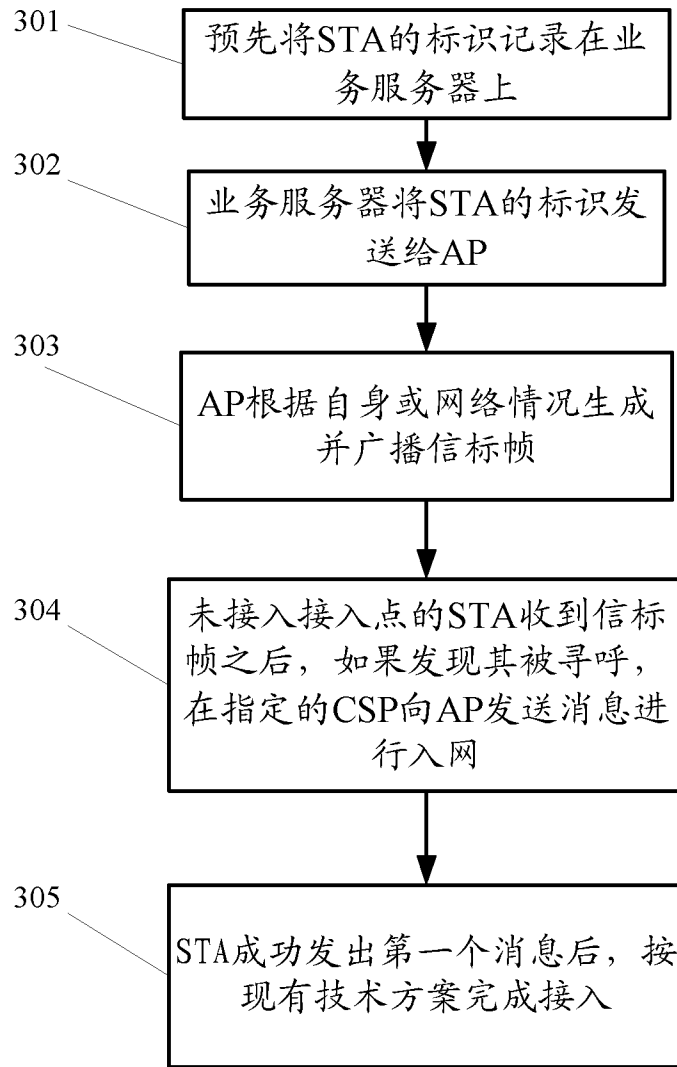 301
预先将STA的标识记录在业
务服务器上
302
业务服务器将STA的标识发
送给AP
303
AP根据自身或网络情况生成
并广播信标帧
304
未接入接入点的STA收到信标
帧之后，如果发现其被寻呼，
在指定的CSP向AP发送消息进
行入网
305
STA成功发出第一个消息后，按
现有技术方案完成接入